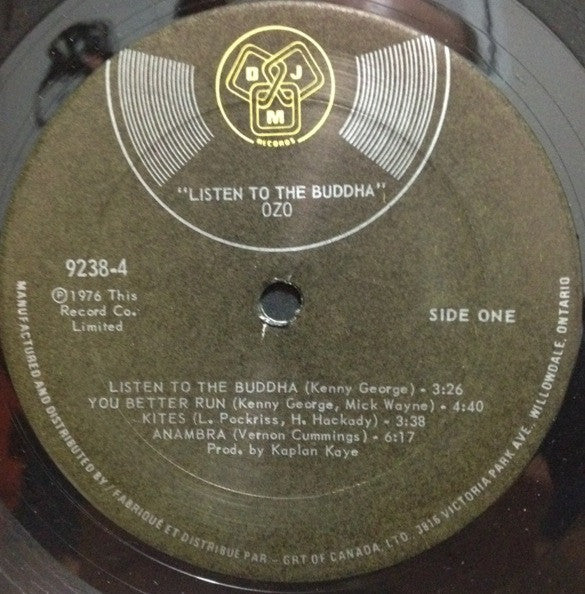 D J M
RECORDS
"LISTEN TO THE BUDDHA"
OZO
9238-4
Ⓟ1976 This
Record Co.
Limited
SIDE ONE
LISTEN TO THE BUDDHA (Kenny George) - 3:26
YOU BETTER RUN (Kenny George, Mick Wayne) - 4:40
KITES (L. Pockriss, H. Hackady) - 3:38
ANAMBRA (Vernon Cummings) - 6:17
Prod. by Kaplan Kaye
MANUFACTURED AND DISTRIBUTED BY / FABRIQUÉ ET DISTRIBUÉ PAR - GRT OF CANADA, LTD. 3816 VICTORIA PARK AVE., WILLOWDALE, ONTARIO